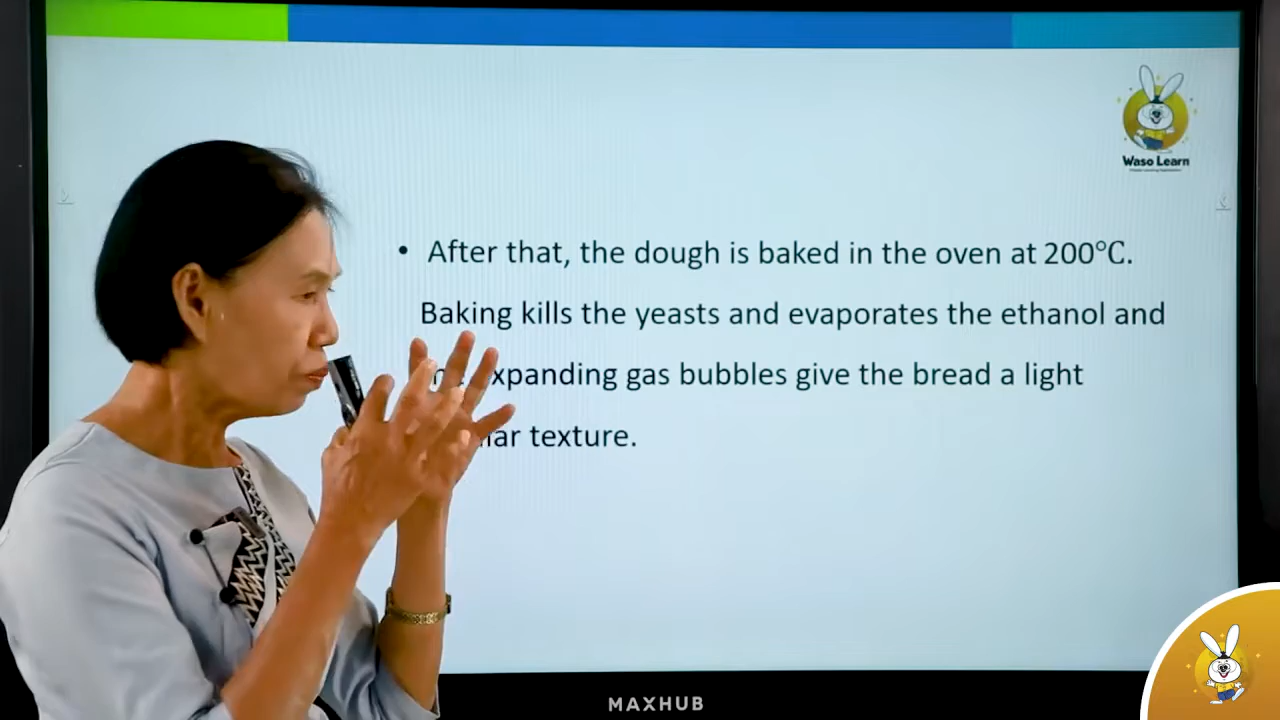 Waso Learn
• After that, the dough is baked in the oven at 200°C.
Baking kills the yeasts and evaporates the ethanol and
expanding gas bubbles give the bread a light
texture.
MAXHUB